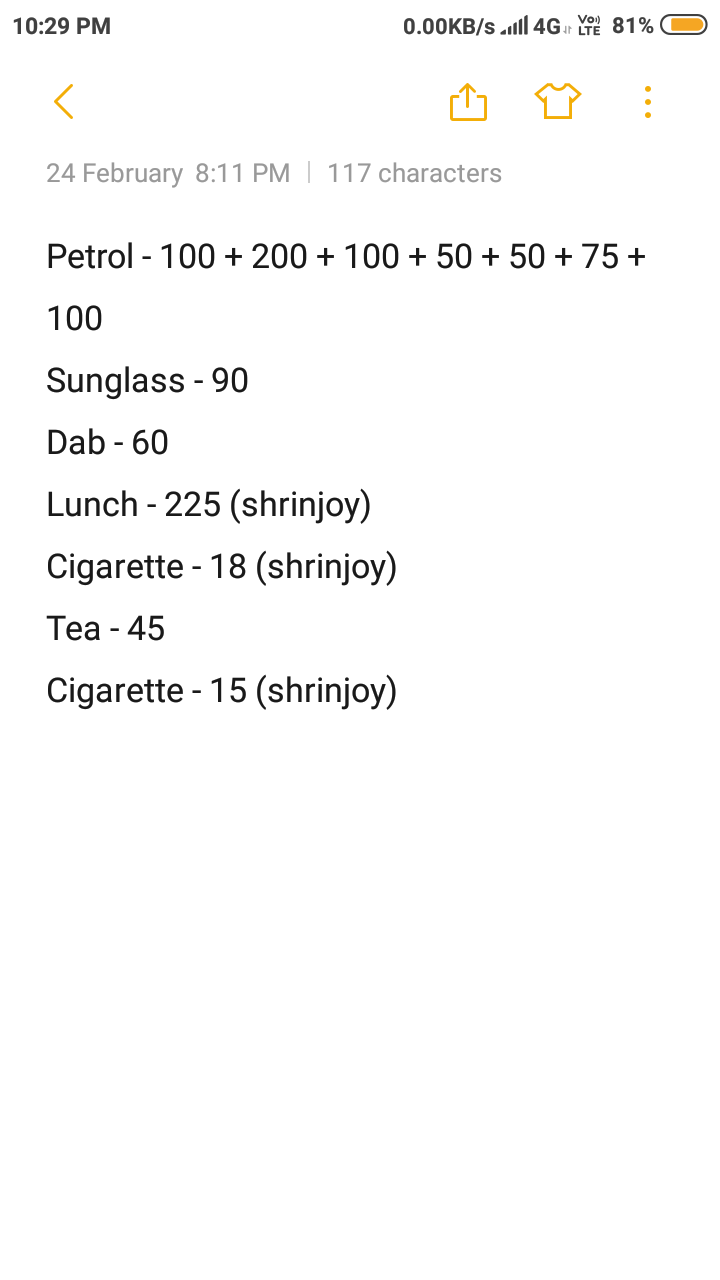 10:29 PM 0.00KB/s 4G Vo) LTE 81%
24 February 8:11 PM | 117 characters
Petrol - 100 + 200 + 100 + 50 + 50 + 75 +
100
Sunglass - 90
Dab - 60
Lunch - 225 (shrinjoy)
Cigarette - 18 (shrinjoy)
Tea - 45
Cigarette - 15 (shrinjoy)